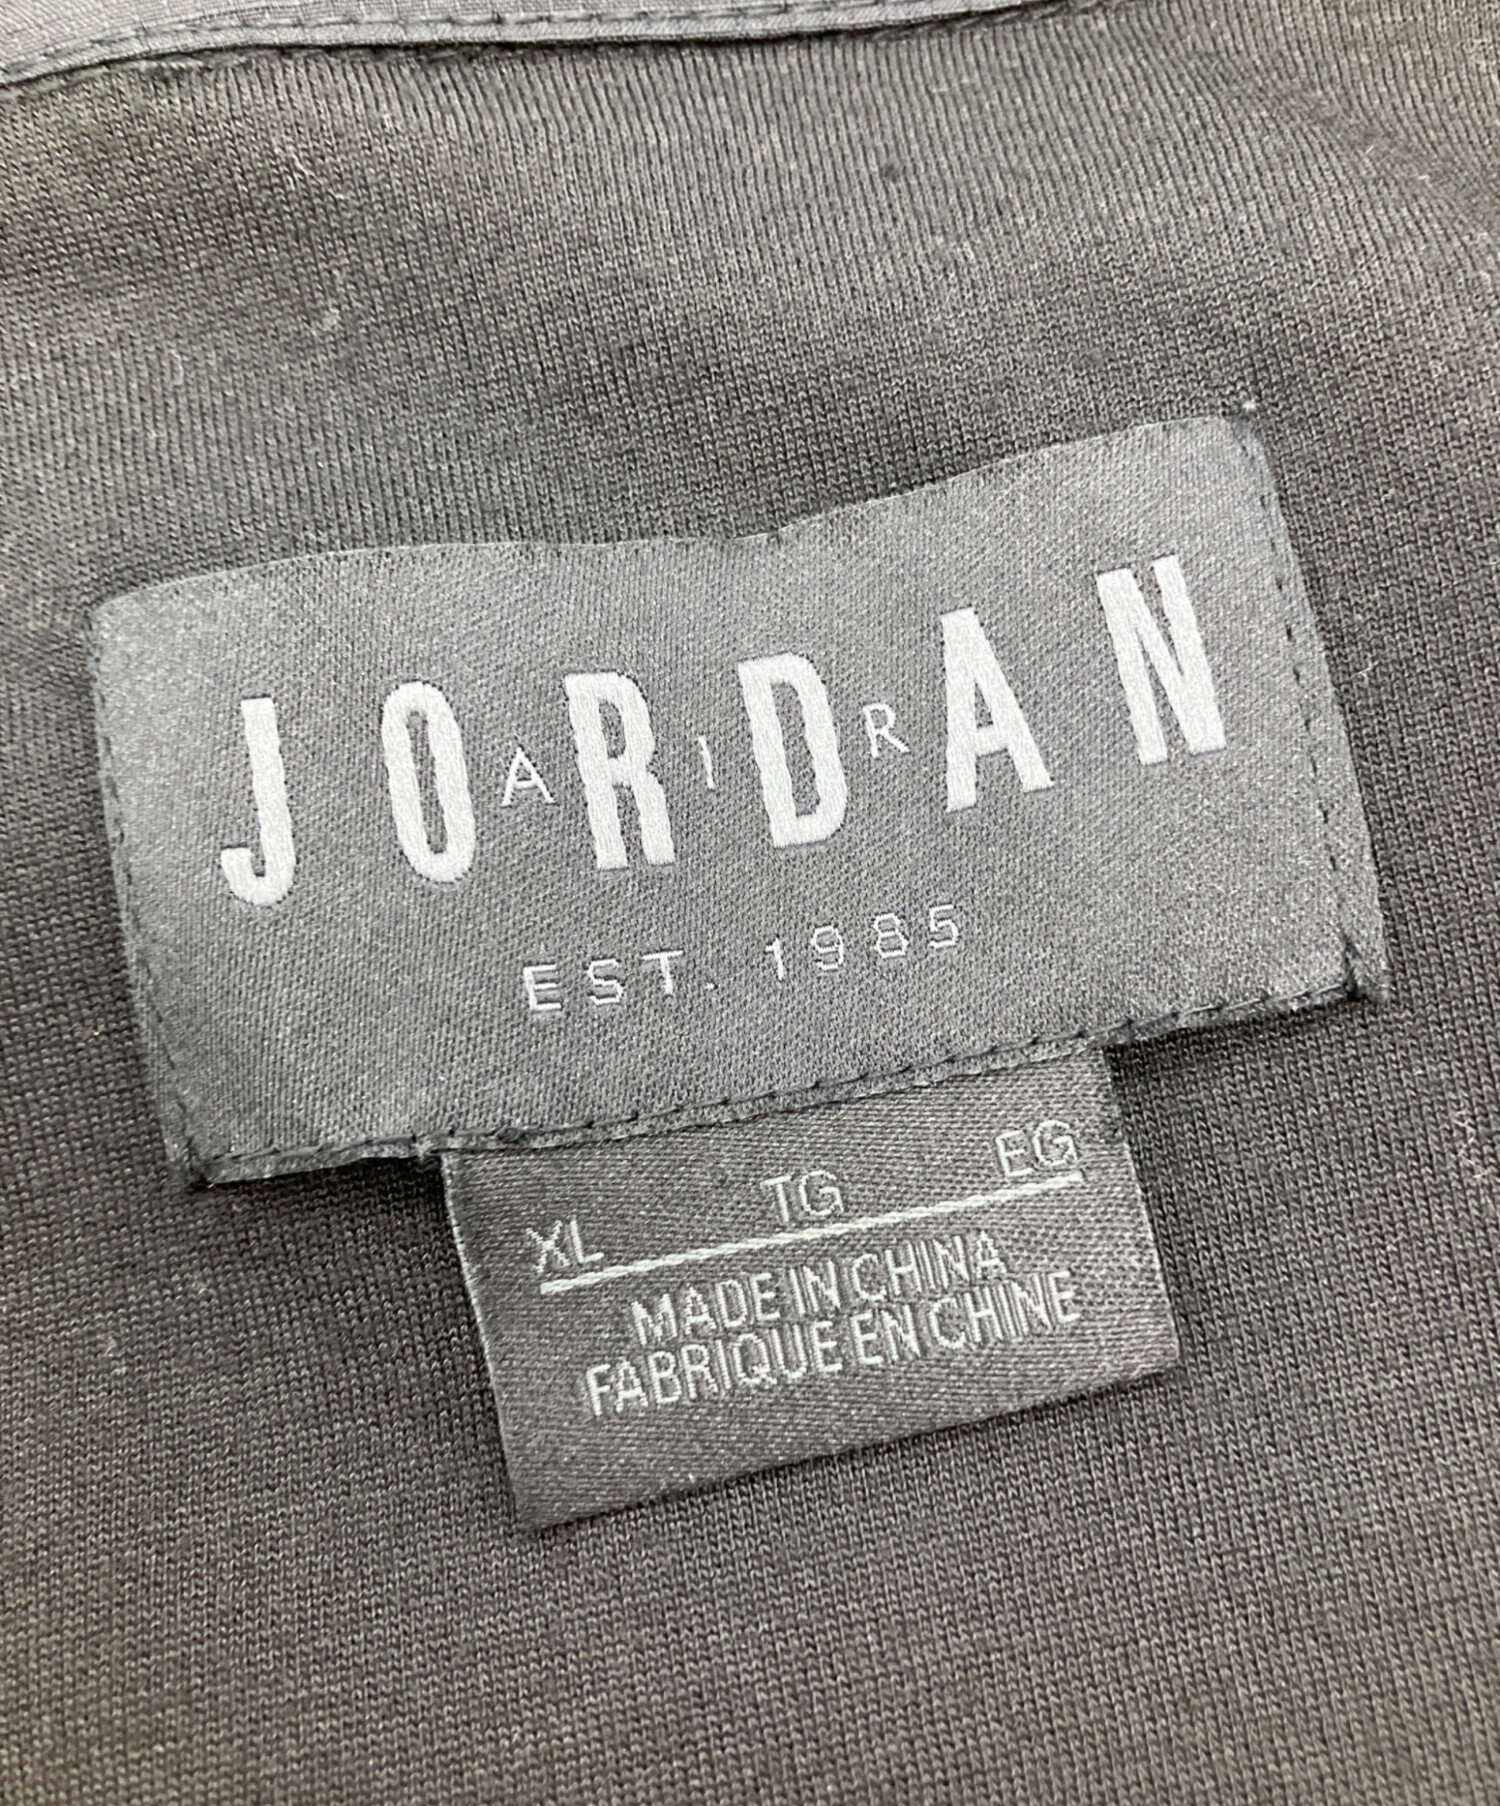 JORDAN
AIR
EST. 1985
XL TG EG
MADE IN CHINA
FABRIQUE EN CHINE